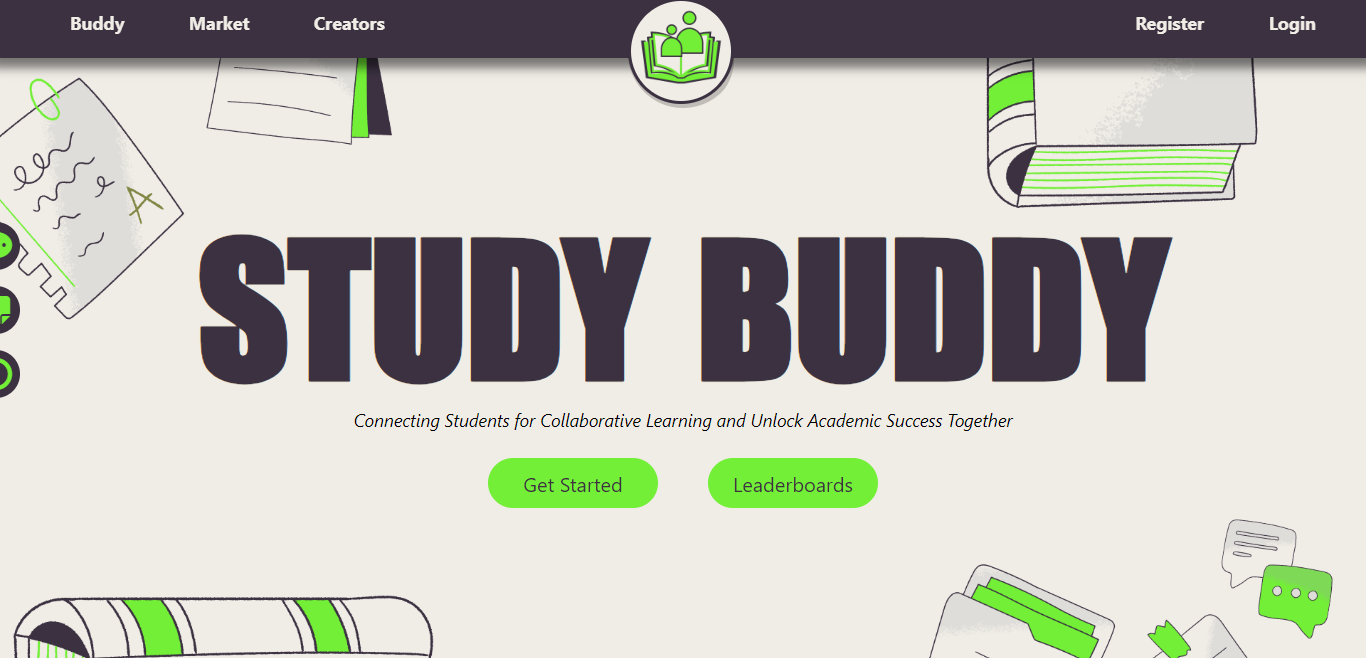 Buddy Market Creators Register Login
A
STUDY BUDDY
Connecting Students for Collaborative Learning and Unlock Academic Success Together
Get Started Leaderboards